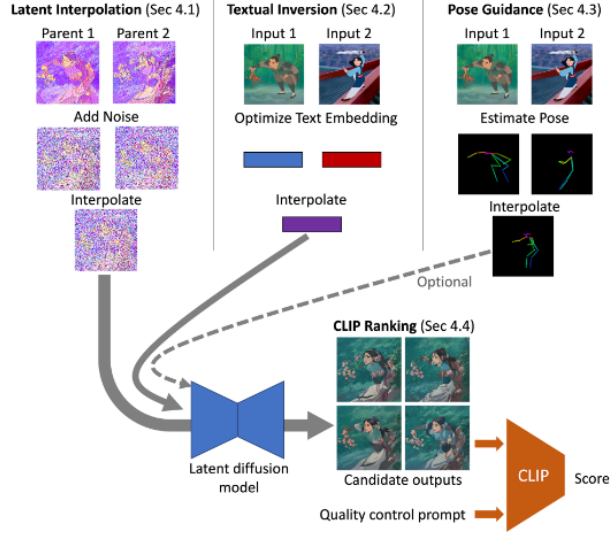 Latent Interpolation (Sec 4.1)
Parent 1 Parent 2
Add Noise
Interpolate
Textual Inversion (Sec 4.2)
Input 1 Input 2
Optimize Text Embedding
Interpolate
Pose Guidance (Sec 4.3)
Input 1 Input 2
Estimate Pose
Interpolate
Optional
CLIP Ranking (Sec 4.4)
Latent diffusion
model
Candidate outputs
Quality control prompt
CLIP
Score